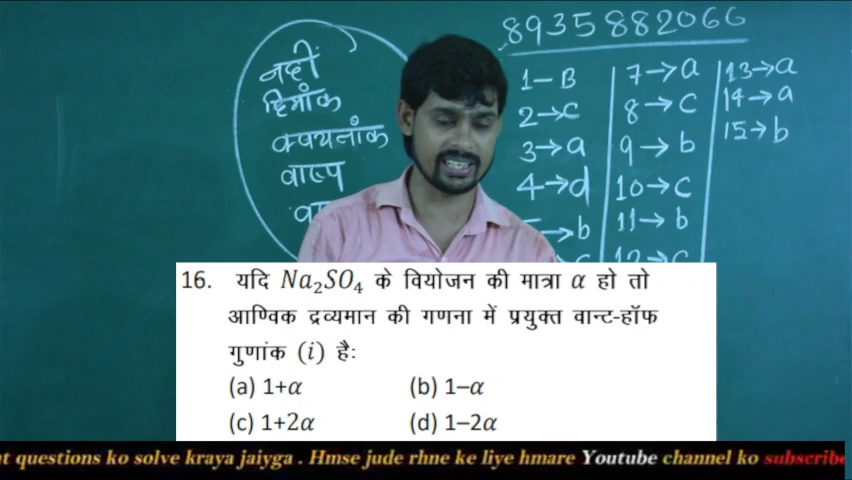 8935882066
नदी
हिमांक
क्वथनांक
वाष्प
1– B
2→c
3→a
4→d
→b
7→a
8→c
9→b
10→c
11→b
12→c
13→a
14→a
15→b
16. यदि Na₂SO₄ के वियोजन की मात्रा α हो तो
आण्विक द्रव्यमान की गणना में प्रयुक्त वान्ट-हॉफ
गुणांक (i) है:
(a) 1+α (b) 1–α
(c) 1+2α (d) 1–2α
t questions ko solve kraya jaiyga . Hmse jude rhne ke liye hmare Youtube channel ko subscribe